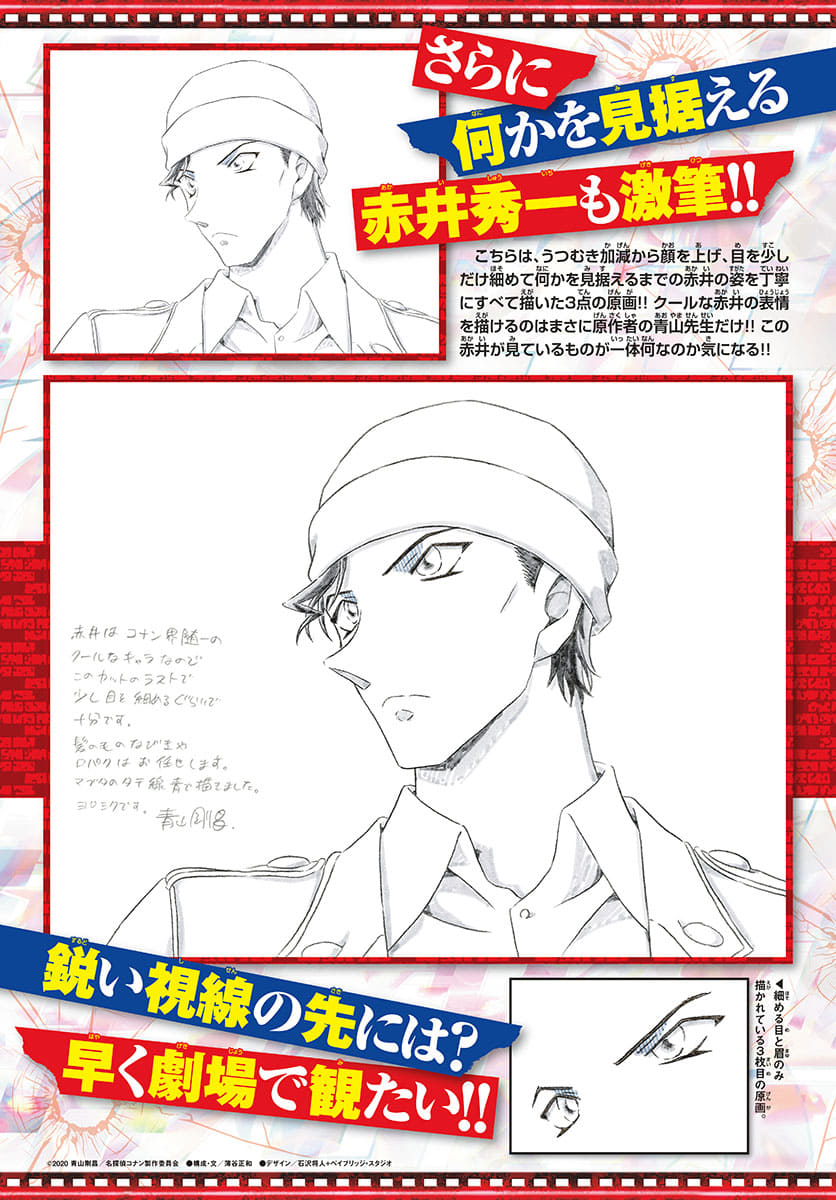 さらに
何かを見据える
赤井秀一も激筆!!
こちらは、うつむき加減から顔を上げ、目を少し
だけ細めて何かを見据えるまでの赤井の姿を丁寧
にすべて描いた3点の原画!! クールな赤井の表情
を描けるのはまさに原作者の青山先生だけ!! この
赤井が見ているものが一体何なのか気になる!!
赤井は コナン界随一の
クールなキャラなので
このカットのラストで
少し目を細めるぐらいで
十分です。
髪のものなびきや
口パクは お任せします。
マブタのタテ線 青で描きました。
ヨロシクです。 青山剛昌
鋭い視線の先には?
早く劇場で観たい!!
◀細める目と眉のみ
描かれている3枚目の原画。
©2020 青山剛昌/名探偵コナン製作委員会 ●構成・文/薄谷正和 ●デザイン/石沢将人+ベイブリッジ・スタジオ